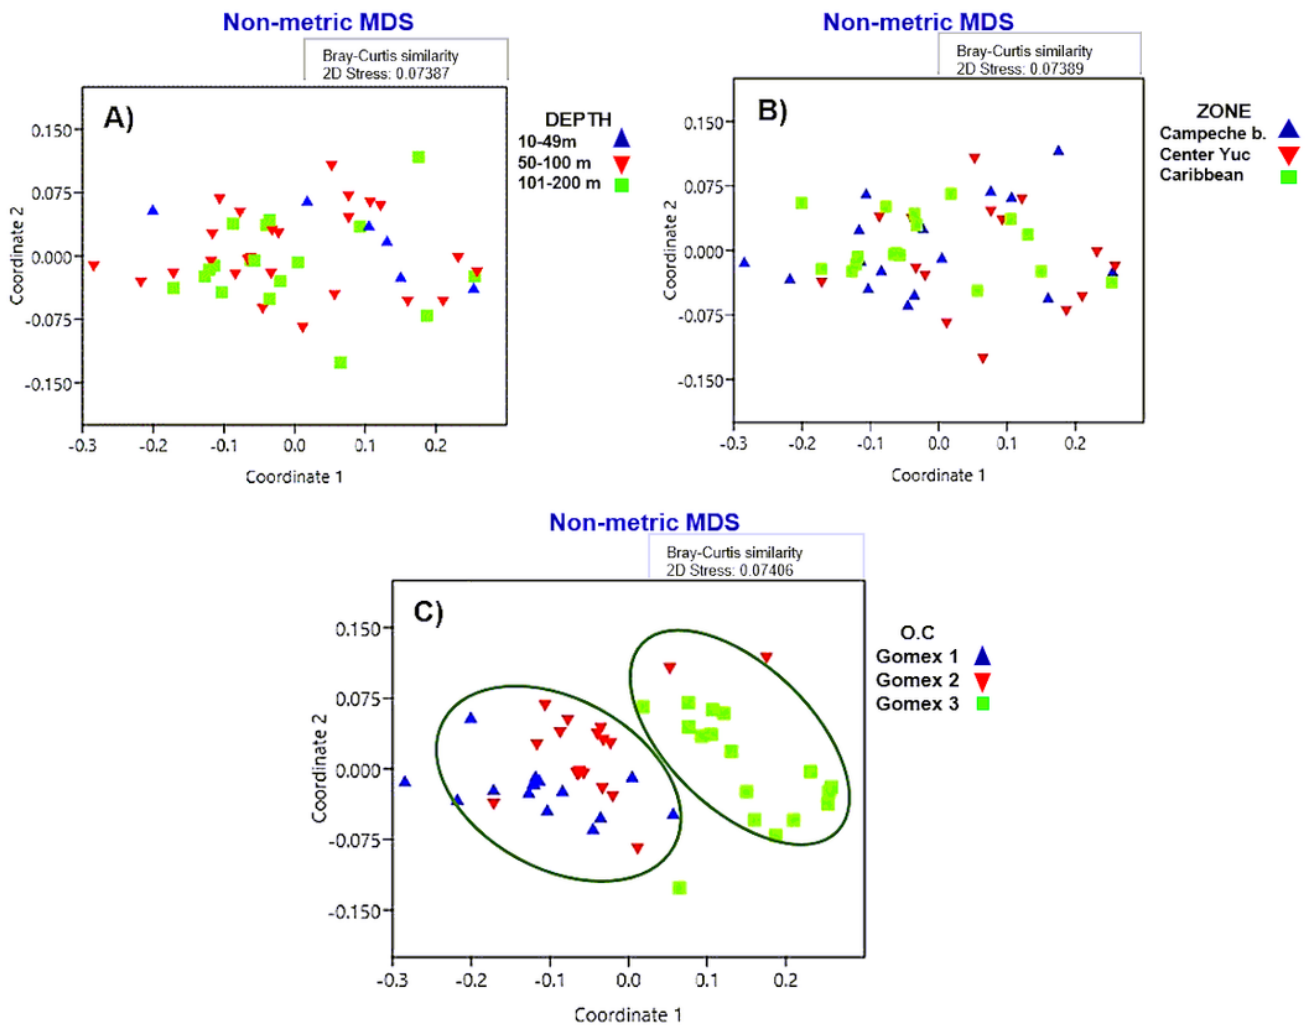 Non-metric MDS
Bray-Curtis similarity
2D Stress: 0.07387
A)
DEPTH
10-49m
50-100 m
101-200 m
0.150
0.075
0.000
-0.075
-0.150
Coordinate 2
-0.3 -0.2 -0.1 0.0 0.1 0.2
Coordinate 1
Non-metric MDS
Bray-Curtis similarity
2D Stress: 0.07389
B)
ZONE
Campeche b.
Center Yuc
Caribbean
0.150
0.075
0.000
-0.075
-0.150
Coordinate 2
-0.3 -0.2 -0.1 0.0 0.1 0.2
Coordinate 1
Non-metric MDS
Bray-Curtis similarity
2D Stress: 0.07406
C)
O.C
Gomex 1
Gomex 2
Gomex 3
0.150
0.075
0.000
-0.075
-0.150
Coordinate 2
-0.3 -0.2 -0.1 0.0 0.1 0.2
Coordinate 1